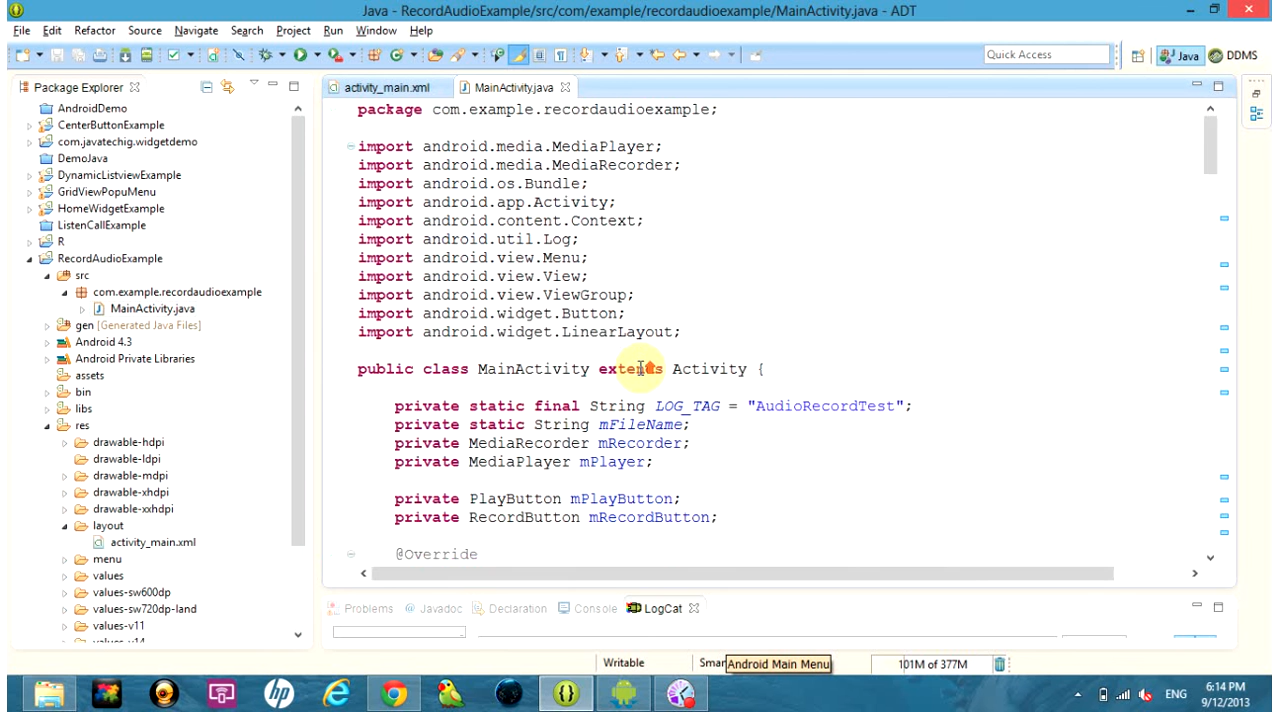 Java - RecordAudioExample/src/com/example/recordaudioexample/MainActivity.java - ADT
File Edit Refactor Source Navigate Search Project Run Window Help
Quick Access
Java
DDMS
Package Explorer
activity_main.xml
MainActivity.java
AndroidDemo
CenterButtonExample
com.javatechig.widgetdemo
DemoJava
DynamicListviewExample
GridViewPopuMenu
HomeWidgetExample
ListenCallExample
R
RecordAudioExample
src
com.example.recordaudioexample
MainActivity.java
gen [Generated Java Files]
Android 4.3
Android Private Libraries
assets
bin
libs
res
drawable-hdpi
drawable-ldpi
drawable-mdpi
drawable-xhdpi
drawable-xxhdpi
layout
activity_main.xml
menu
values
values-sw600dp
values-sw720dp-land
values-v11
values-v14
package com.example.recordaudioexample;
import android.media.MediaPlayer;
import android.media.MediaRecorder;
import android.os.Bundle;
import android.app.Activity;
import android.content.Context;
import android.util.Log;
import android.view.Menu;
import android.view.View;
import android.view.ViewGroup;
import android.widget.Button;
import android.widget.LinearLayout;
public class MainActivity extends Activity {
private static final String LOG_TAG = "AudioRecordTest";
private static String mFileName;
private MediaRecorder mRecorder;
private MediaPlayer mPlayer;
private PlayButton mPlayButton;
private RecordButton mRecordButton;
@Override
Problems @ Javadoc Declaration Console LogCat
Writable
Smar
Android Main Menu
101M of 377M
hp
ENG
6:14 PM
9/12/2013